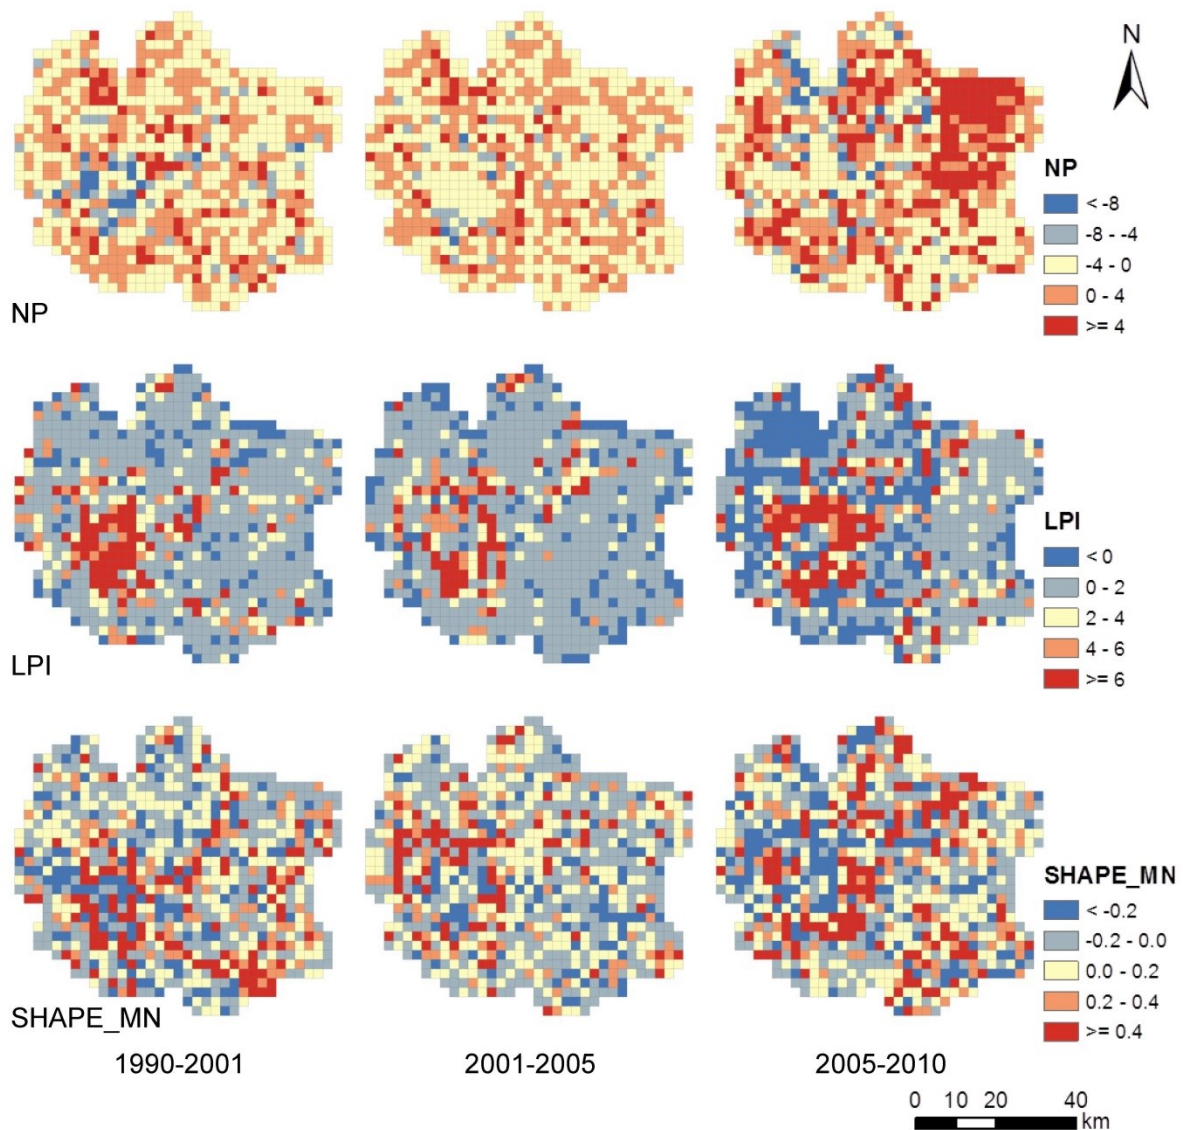 N
NP
< -8
-8 - -4
-4 - 0
0 - 4
>= 4
NP
LPI
< 0
0 - 2
2 - 4
4 - 6
>= 6
LPI
SHAPE_MN
< -0.2
-0.2 - 0.0
0.0 - 0.2
0.2 - 0.4
>= 0.4
SHAPE_MN
1990-2001 2001-2005 2005-2010
0 10 20 40
km